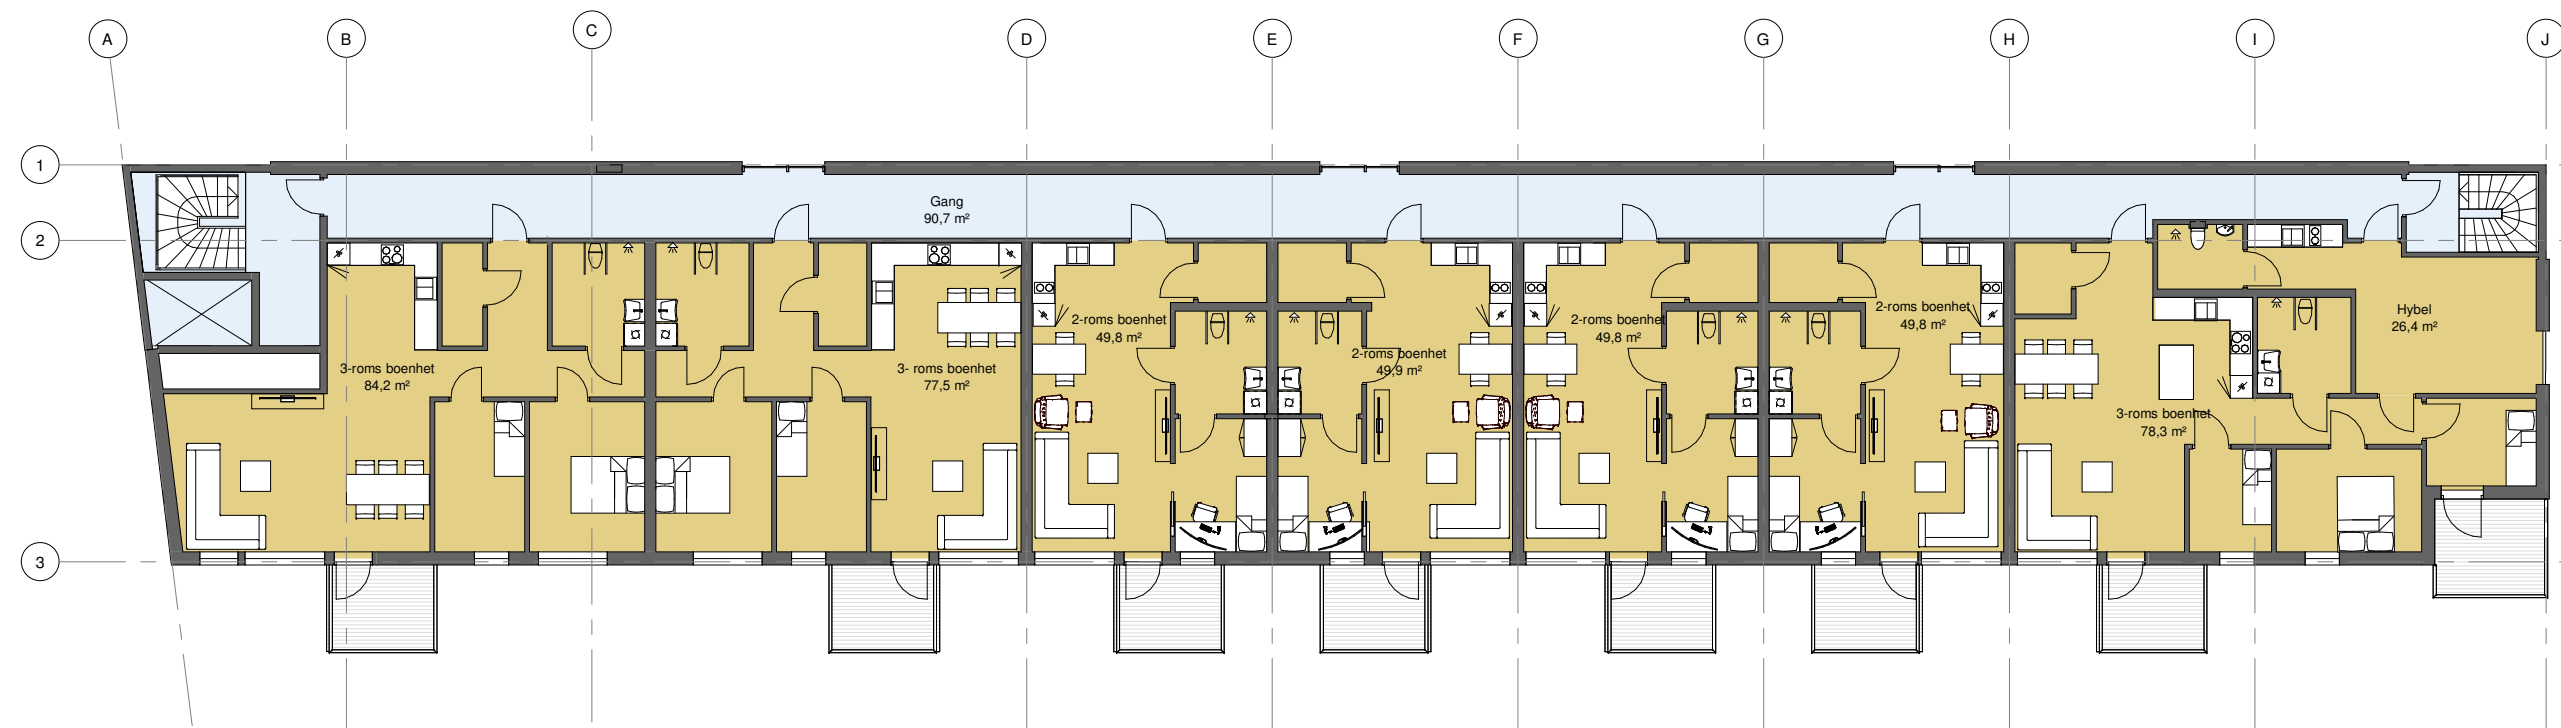 A
B
C
D
E
F
G
H
I
J
1
2
3
Gang
90,7 m²
3-roms boenhet
84,2 m²
3- roms boenhet
77,5 m²
2-roms boenhet
49,8 m²
2-roms boenhet
49,9 m²
2-roms boenhet
49,8 m²
2-roms boenhet
49,8 m²
3-roms boenhet
78,3 m²
Hybel
26,4 m²